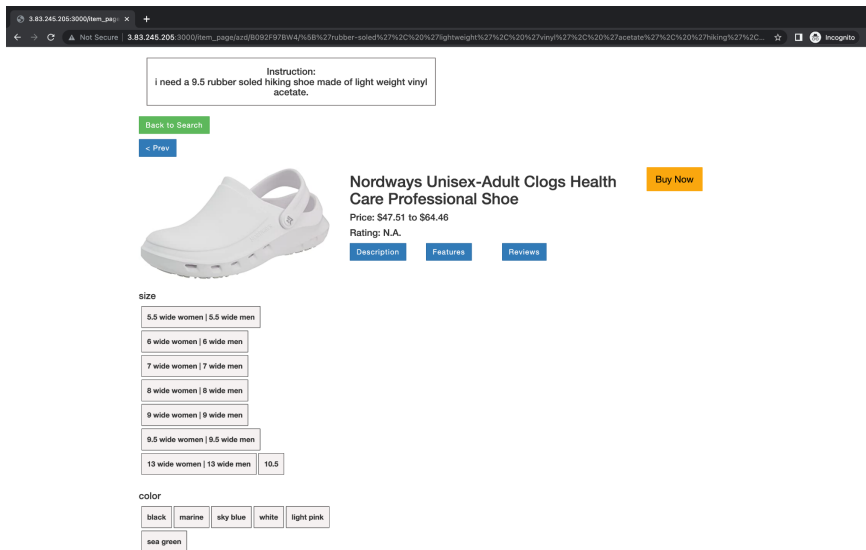 3.83.245.205:3000/item_page
Not Secure | 3.83.245.205:3000/item_page/azd/B092F97BW4/%5B%27rubber-soled%27%2C%20%27lightweight%27%2C%20%27vinyl%27%2C%20%27acetate%27%2C%20%27hiking%27%2C... Incognito
Instruction:
i need a 9.5 rubber soled hiking shoe made of light weight vinyl
acetate.
Back to Search
< Prev
Nordways Unisex-Adult Clogs Health
Care Professional Shoe
Buy Now
Price: $47.51 to $64.46
Rating: N.A.
Description Features Reviews
size
5.5 wide women | 5.5 wide men
6 wide women | 6 wide men
7 wide women | 7 wide men
8 wide women | 8 wide men
9 wide women | 9 wide men
9.5 wide women | 9.5 wide men
13 wide women | 13 wide men 10.5
color
black marine sky blue white light pink
sea green